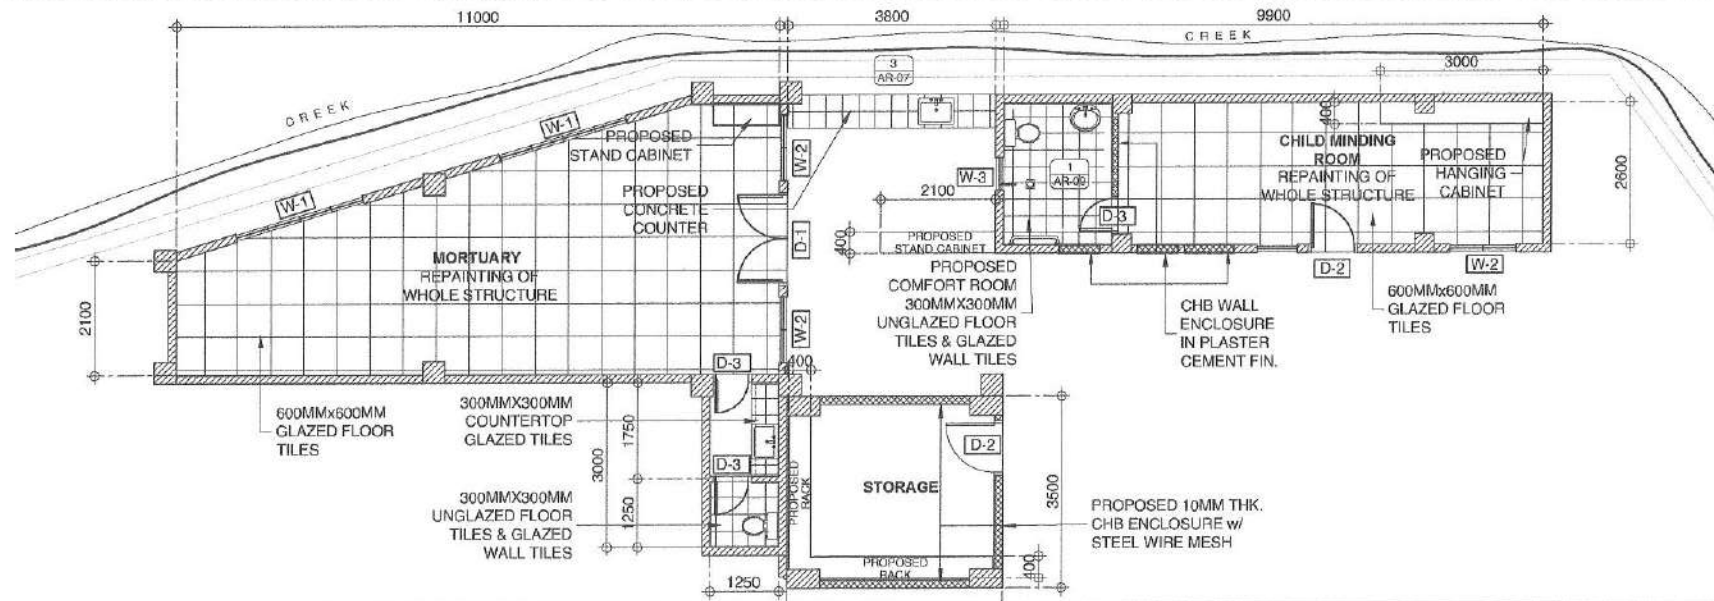 11000
3800
9900
CREEK
3
AR-07
3000
CREEK
W-1
PROPOSED
STAND CABINET
W-2
400
CHILD MINDING
ROOM
REPAINTING OF
WHOLE STRUCTURE
PROPOSED
HANGING
CABINET
2600
W-1
PROPOSED
CONCRETE
COUNTER
W-3
1
AR-09
2100
D-3
D-1
400
PROPOSED
STAND CABINET
MORTUARY
REPAINTING OF
WHOLE STRUCTURE
2100
PROPOSED
COMFORT ROOM
300MMX300MM
UNGLAZED FLOOR
TILES & GLAZED
WALL TILES
D-2
W-2
CHB WALL
ENCLOSURE
IN PLASTER
CEMENT FIN.
600MMx600MM
GLAZED FLOOR
TILES
W-2
D-3
400
600MMx600MM
GLAZED FLOOR
TILES
300MMX300MM
COUNTERTOP
GLAZED TILES
1750
3000
D-3
D-2
PROPOSED
RACK
STORAGE
3500
300MMX300MM
UNGLAZED FLOOR
TILES & GLAZED
WALL TILES
1250
PROPOSED 10MM THK.
CHB ENCLOSURE w/
STEEL WIRE MESH
PROPOSED
RACK
400
1250